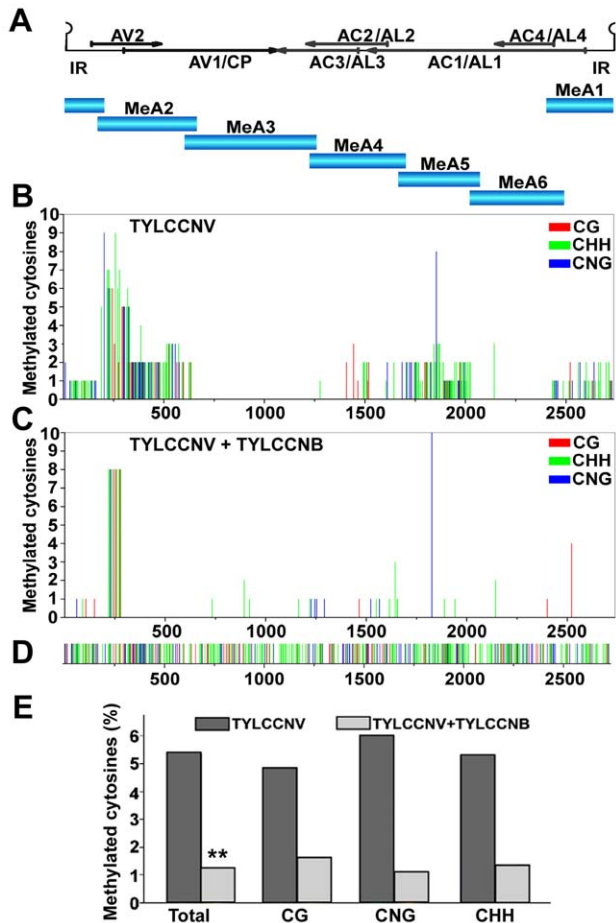 A
AV2 AC2/AL2 AC4/AL4
IR AV1/CP AC3/AL3 AC1/AL1 IR
MeA1
MeA2
MeA3
MeA4
MeA5
MeA6
B
TYLCCNV
CG
CHH
CNG
Methylated cytosines
10
9
8
7
6
5
4
3
2
1
0
500 1000 1500 2000 2500
C
TYLCCNV + TYLCCNB
CG
CHH
CNG
Methylated cytosines
10
9
8
7
6
5
4
3
2
1
0
500 1000 1500 2000 2500
D
500 1000 1500 2000 2500
E
TYLCCNV TYLCCNV+TYLCCNB
Methylated cytosines (%)
6
5
4
3
2
1
0
**
Total CG CNG CHH